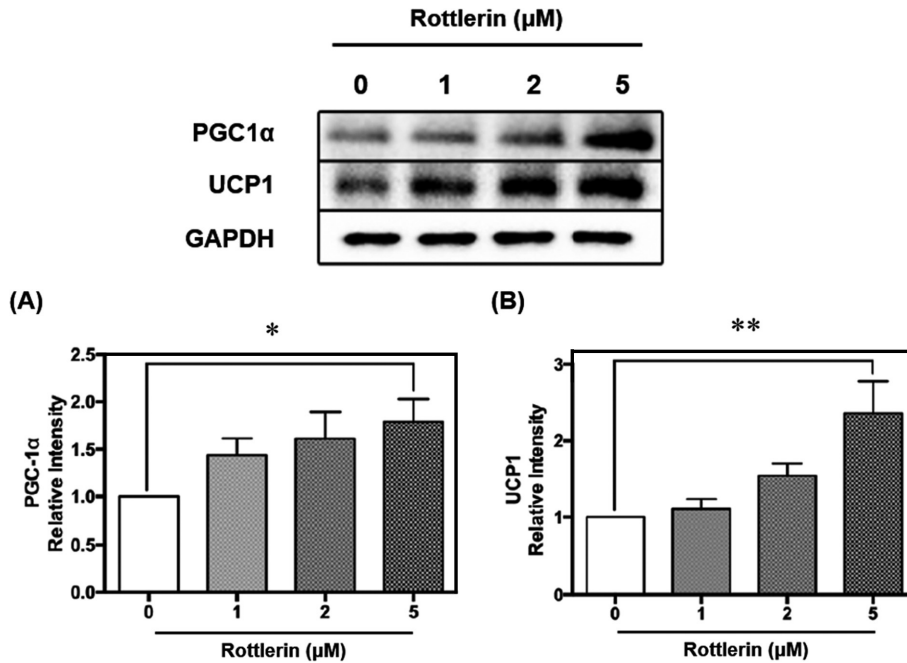 Rottlerin (µM)
0 1 2 5
PGC1α
UCP1
GAPDH
(A)
*
PGC-1α
Relative Intensity
2.5
2.0
1.5
1.0
0.5
0.0
0 1 2 5
Rottlerin (µM)
(B)
**
UCP1
Relative Intensity
3
2
1
0
0 1 2 5
Rottlerin (µM)